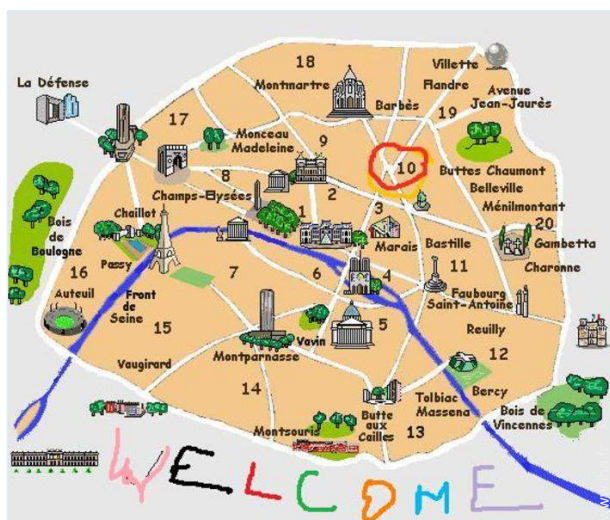 18
Villette
La Défense
Montmartre
Flandre
Avenue
Jean-Jaurès
Barbès
19
17
Monceau
Madeleine
9
10
Buttes Chaumont
8
2
Belleville
Champs-Elysées
Ménilmontant
1
3
20
Chaillot
Marais
Bastille
Gambetta
Bois
de
Boulogne
Passy
Charonne
16
7
6
4
11
Auteuil
Front
de
Seine
Faubourg
Saint-Antoine
15
5
Reuilly
Vavin
12
Vaugirard
Montparnasse
14
Tolbiac
Massena
Bercy
Montsouris
Butte
aux
Cailles
13
Bois de
Vincennes
WELCOME